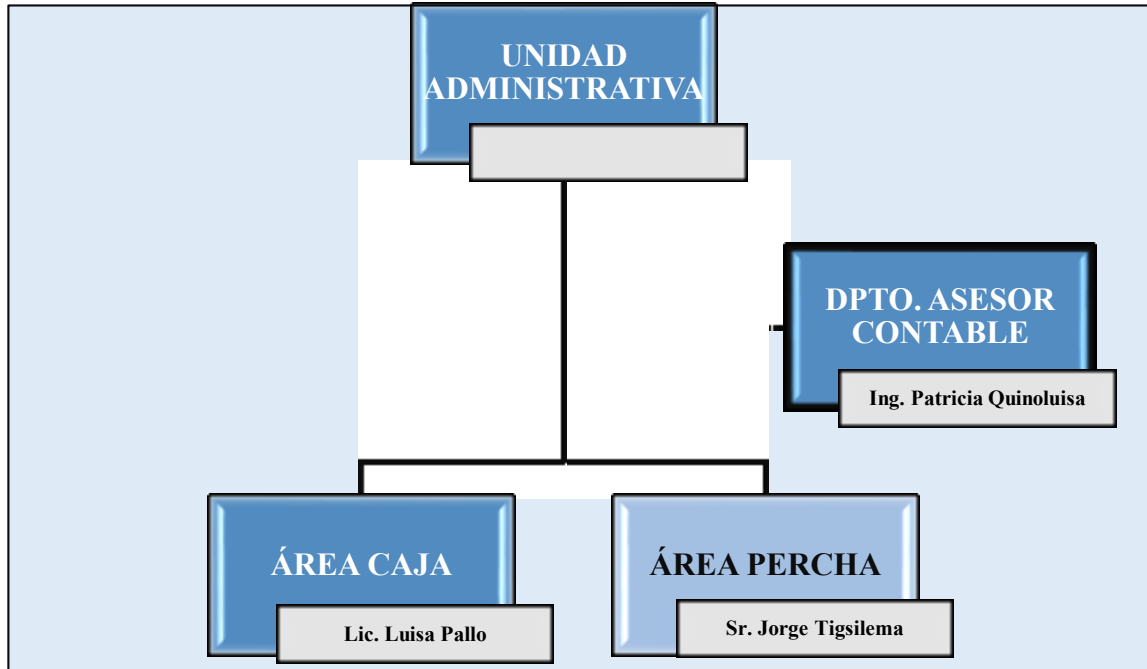 UNIDAD
ADMINISTRATIVA
DPTO. ASESOR
CONTABLE
Ing. Patricia Quinoluisa
ÁREA CAJA
Lic. Luisa Pallo
ÁREA PERCHA
Sr. Jorge Tigsilema